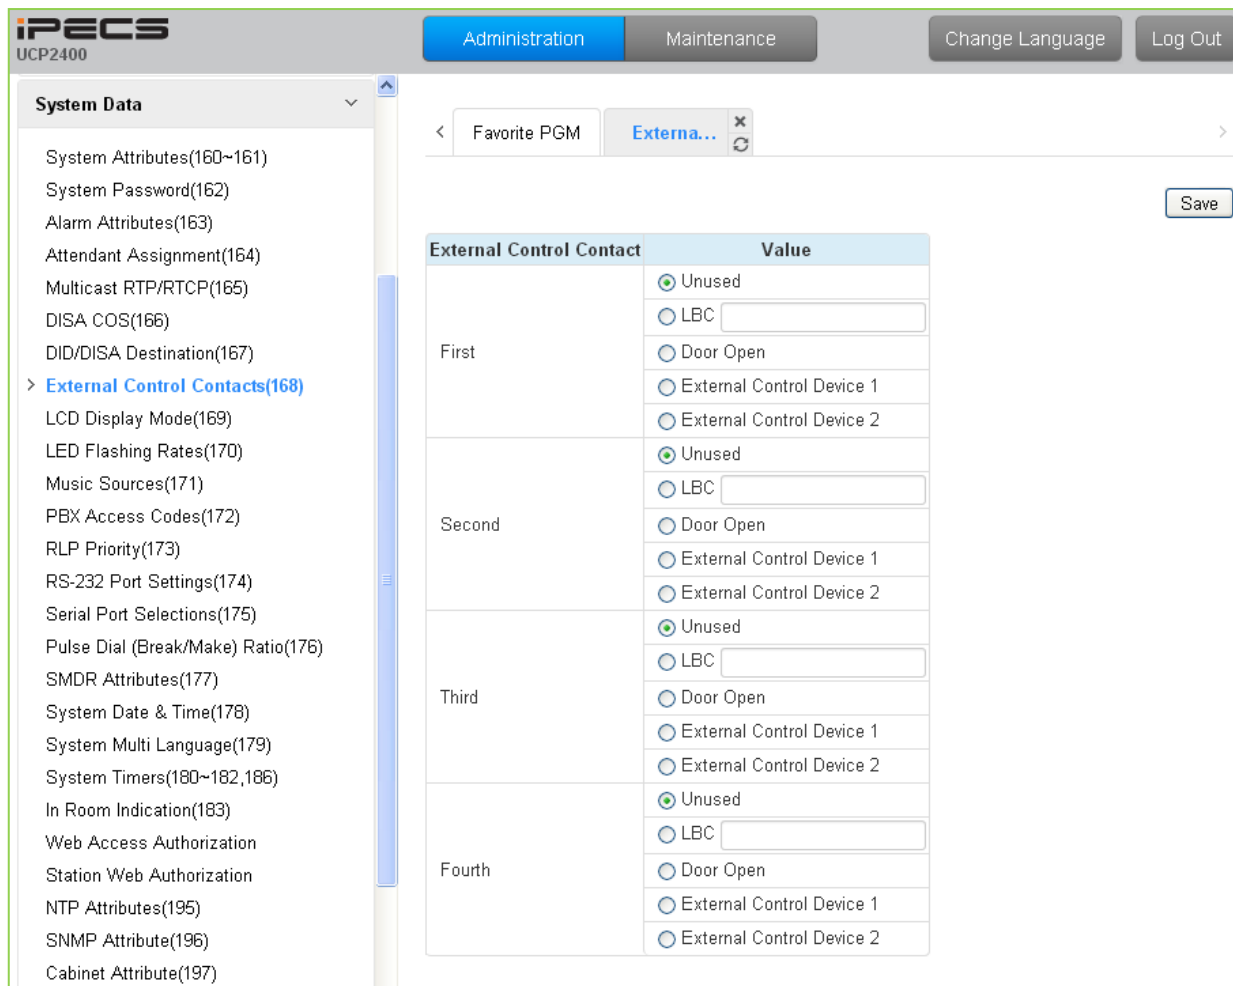 iPECS
UCP2400
Administration
Maintenance
Change Language
Log Out
System Data
System Attributes(160~161)
System Password(162)
Alarm Attributes(163)
Attendant Assignment(164)
Multicast RTP/RTCP(165)
DISA COS(166)
DID/DISA Destination(167)
External Control Contacts(168)
LCD Display Mode(169)
LED Flashing Rates(170)
Music Sources(171)
PBX Access Codes(172)
RLP Priority(173)
RS-232 Port Settings(174)
Serial Port Selections(175)
Pulse Dial (Break/Make) Ratio(176)
SMDR Attributes(177)
System Date & Time(178)
System Multi Language(179)
System Timers(180~182,186)
In Room Indication(183)
Web Access Authorization
Station Web Authorization
NTP Attributes(195)
SNMP Attribute(196)
Cabinet Attribute(197)
Favorite PGM
Externa...
Save
External Control Contact Value
First
Unused
LBC
Door Open
External Control Device 1
External Control Device 2
Second
Unused
LBC
Door Open
External Control Device 1
External Control Device 2
Third
Unused
LBC
Door Open
External Control Device 1
External Control Device 2
Fourth
Unused
LBC
Door Open
External Control Device 1
External Control Device 2